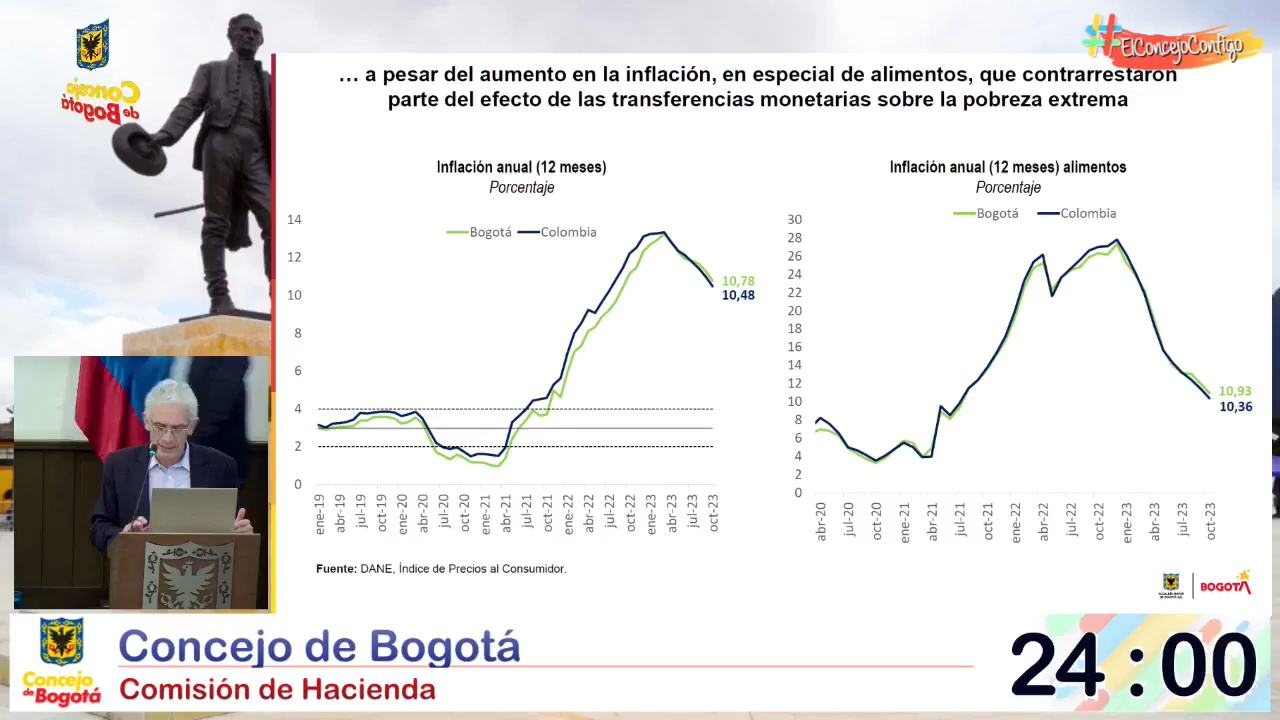 #ElConcejoContigo
Concejo
de Bogotá
… a pesar del aumento en la inflación, en especial de alimentos, que contrarrestaron
parte del efecto de las transferencias monetarias sobre la pobreza extrema
Inflación anual (12 meses)
Porcentaje
Bogotá Colombia
14
12
10
8
6
4
2
0
10,78
10,48
ene-19 abr-19 jul-19 oct-19 ene-20 abr-20 jul-20 oct-20 ene-21 abr-21 jul-21 oct-21 ene-22 abr-22 jul-22 oct-22 ene-23 abr-23 jul-23 oct-23
Inflación anual (12 meses) alimentos
Porcentaje
Bogotá Colombia
30
28
26
24
22
20
18
16
14
12
10
8
6
4
2
0
10,93
10,36
abr-20 jul-20 oct-20 ene-21 abr-21 jul-21 oct-21 ene-22 abr-22 jul-22 oct-22 ene-23 abr-23 jul-23 oct-23
Fuente: DANE, Índice de Precios al Consumidor.
BOGOTÁ
Concejo de Bogotá
Comisión de Hacienda
Concejo
de Bogotá
24:00